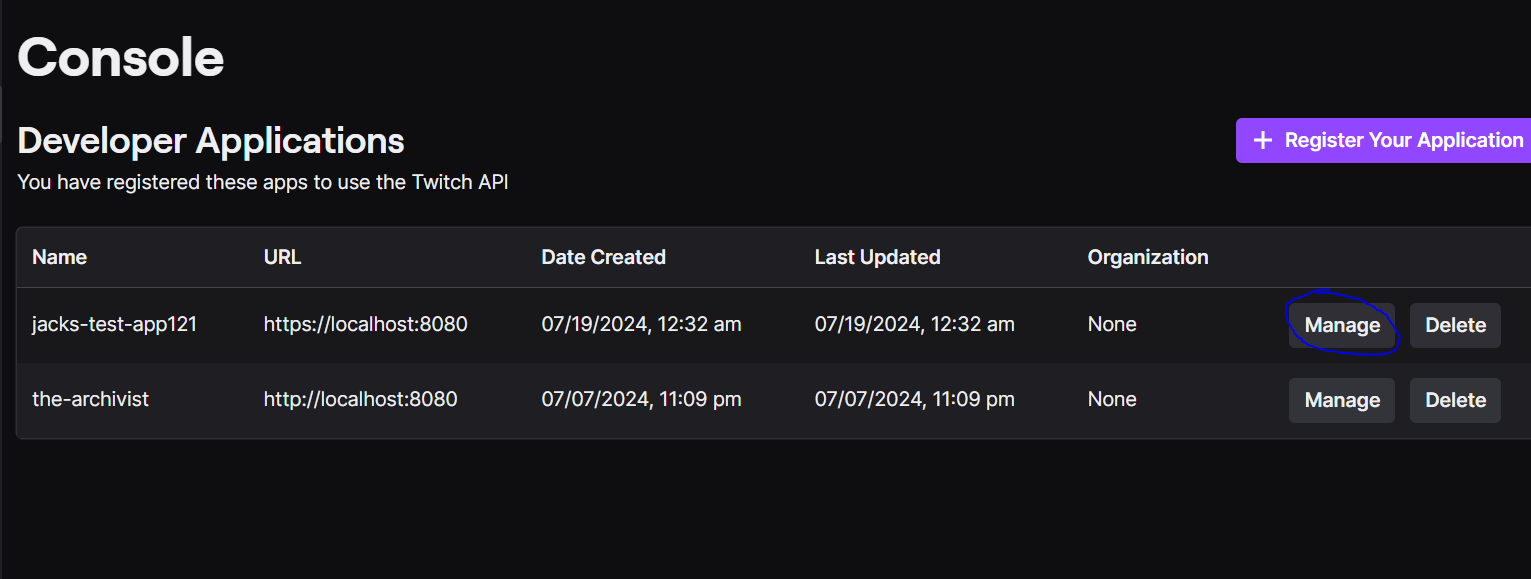 Console
Developer Applications
+ Register Your Application
You have registered these apps to use the Twitch API
Name URL Date Created Last Updated Organization
jacks-test-app121 https://localhost:8080 07/19/2024, 12:32 am 07/19/2024, 12:32 am None Manage Delete
the-archivist http://localhost:8080 07/07/2024, 11:09 pm 07/07/2024, 11:09 pm None Manage Delete